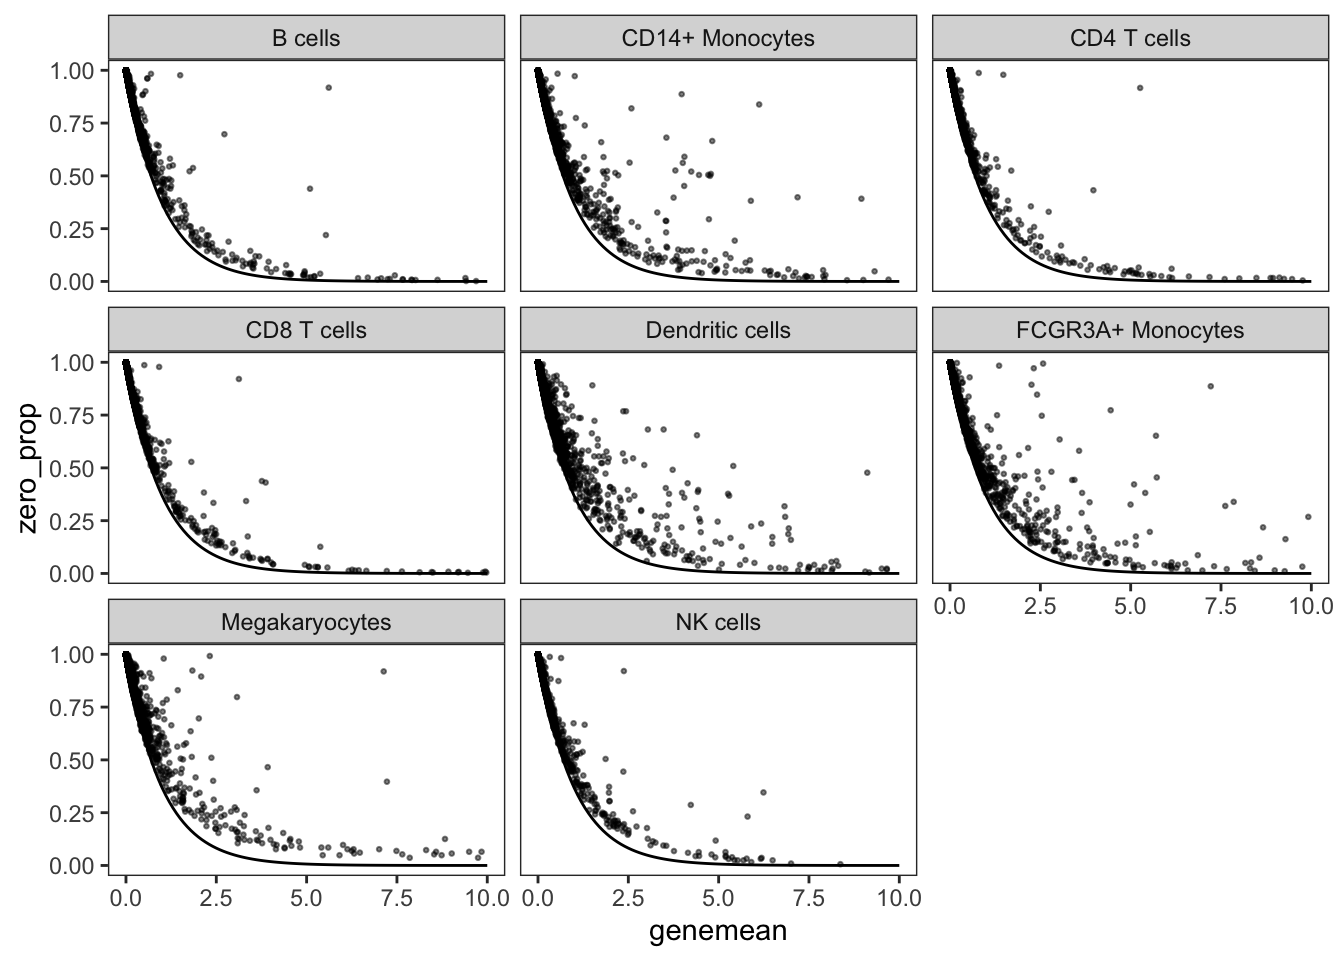 B cells
CD14+ Monocytes
CD4 T cells
1.00
0.75
0.50
0.25
0.00
CD8 T cells
Dendritic cells
FCGR3A+ Monocytes
1.00
0.75
0.50
0.25
0.00
0.0 2.5 5.0 7.5 10.0
zero_prop
Megakaryocytes
NK cells
1.00
0.75
0.50
0.25
0.00
0.0 2.5 5.0 7.5 10.0
0.0 2.5 5.0 7.5 10.0
genemean